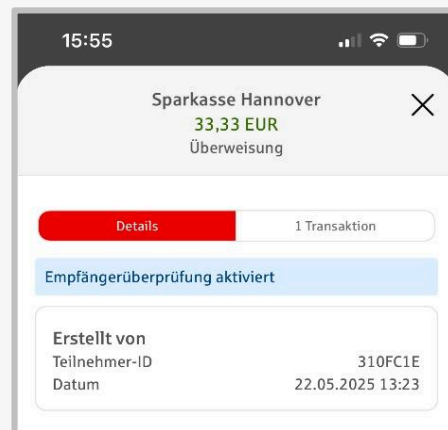 15:55
Sparkasse Hannover
33,33 EUR
Überweisung
Details
1 Transaktion
Empfängerüberprüfung aktiviert
Erstellt von
Teilnehmer-ID 310FC1E
Datum 22.05.2025 13:23